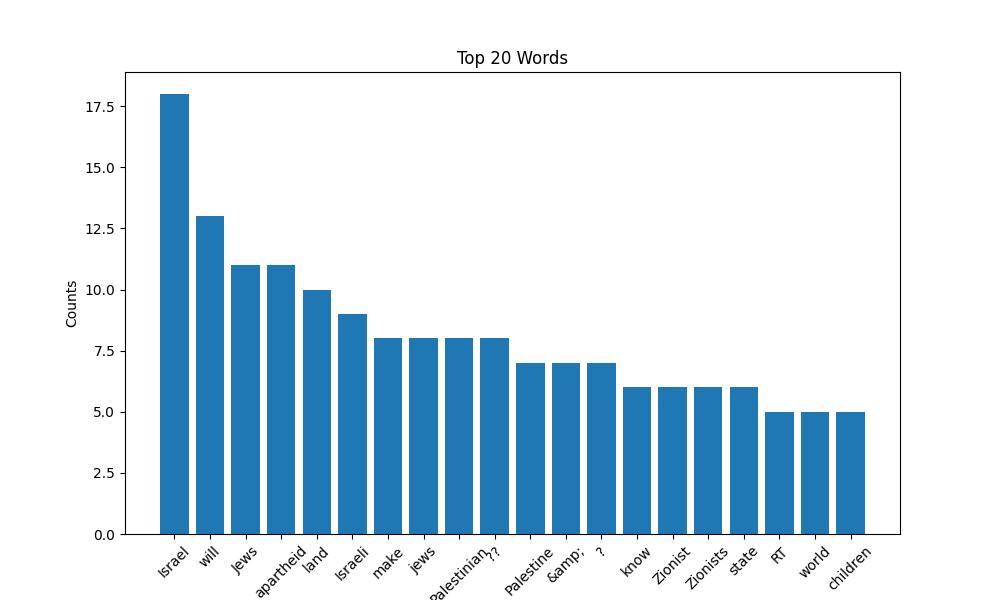 Top 20 Words
Counts
17.5
15.0
12.5
10.0
7.5
5.0
2.5
0.0
Israel
will
Jews
apartheid
land
Israeli
make
jews
Palestinian
??
Palestine
&amp;
?
know
Zionist
Zionists
state
RT
world
children